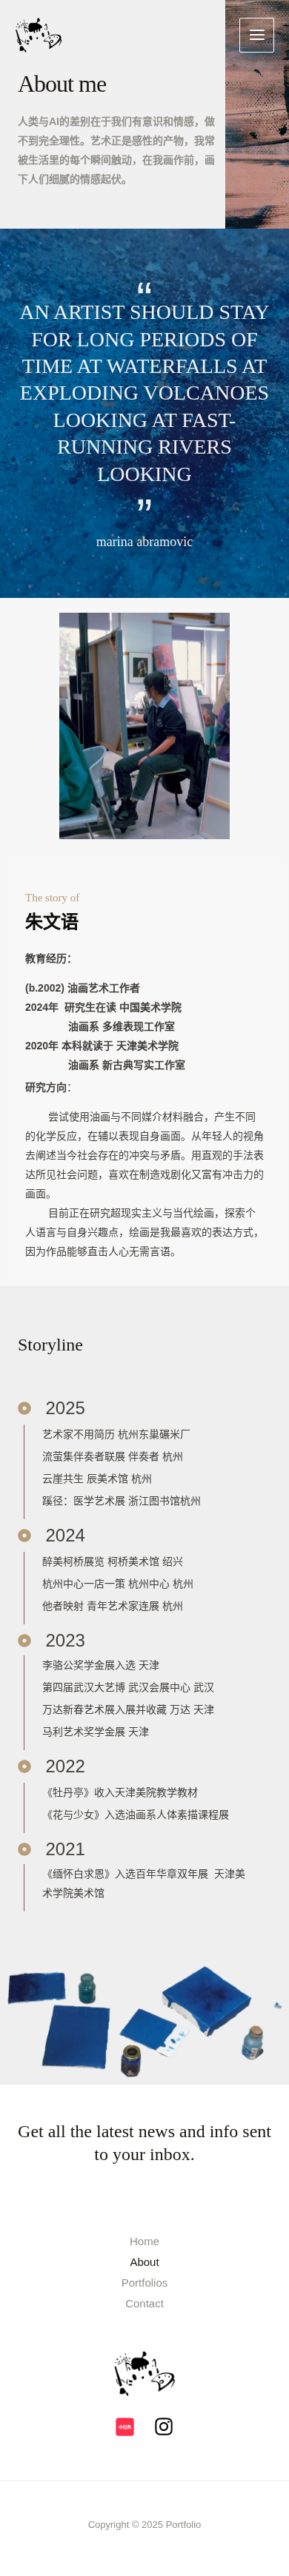 About me
人类与AI的差别在于我们有意识和情感，做
不到完全理性。艺术正是感性的产物，我常
被生活里的每个瞬间触动，在我画作前，画
下人们细腻的情感起伏。
“
AN ARTIST SHOULD STAY
FOR LONG PERIODS OF
TIME AT WATERFALLS AT
EXPLODING VOLCANOES
LOOKING AT FAST-
RUNNING RIVERS
LOOKING
”
marina abramovic
The story of
朱文语
教育经历：
(b.2002) 油画艺术工作者
2024年 研究生在读 中国美术学院
油画系 多维表现工作室
2020年 本科就读于 天津美术学院
油画系 新古典写实工作室
研究方向：
尝试使用油画与不同媒介材料融合，产生不同
的化学反应，在辅以表现自身画面。从年轻人的视角
去阐述当今社会存在的冲突与矛盾。用直观的手法表
达所见社会问题，喜欢在制造戏剧化又富有冲击力的
画面。
目前正在研究超现实主义与当代绘画，探索个
人语言与自身兴趣点，绘画是我最喜欢的表达方式，
因为作品能够直击人心无需言语。
Storyline
2025
艺术家不用简历 杭州东巢碾米厂
流萤集伴奏者联展 伴奏者 杭州
云崖共生 辰美术馆 杭州
蹊径：医学艺术展 浙江图书馆杭州
2024
醉美柯桥展览 柯桥美术馆 绍兴
杭州中心一店一策 杭州中心 杭州
他者映射 青年艺术家连展 杭州
2023
李骆公奖学金展入选 天津
第四届武汉大艺博 武汉会展中心 武汉
万达新春艺术展入展并收藏 万达 天津
马利艺术奖学金展 天津
2022
《牡丹亭》收入天津美院教学教材
《花与少女》入选油画系人体素描课程展
2021
《缅怀白求恩》入选百年华章双年展 天津美
术学院美术馆
Get all the latest news and info sent
to your inbox.
Home
About
Portfolios
Contact
小红书
Copyright © 2025 Portfolio